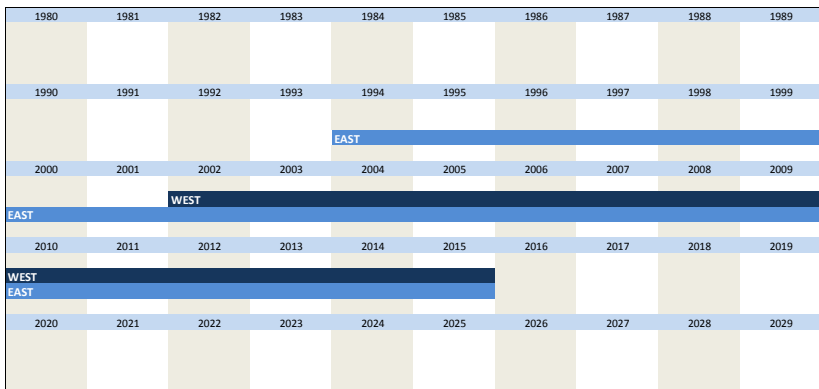 1980 1981 1982 1983 1984 1985 1986 1987 1988 1989
1990 1991 1992 1993 1994 1995 1996 1997 1998 1999
EAST
2000 2001 2002 2003 2004 2005 2006 2007 2008 2009
WEST
EAST
2010 2011 2012 2013 2014 2015 2016 2017 2018 2019
WEST
EAST
2020 2021 2022 2023 2024 2025 2026 2027 2028 2029